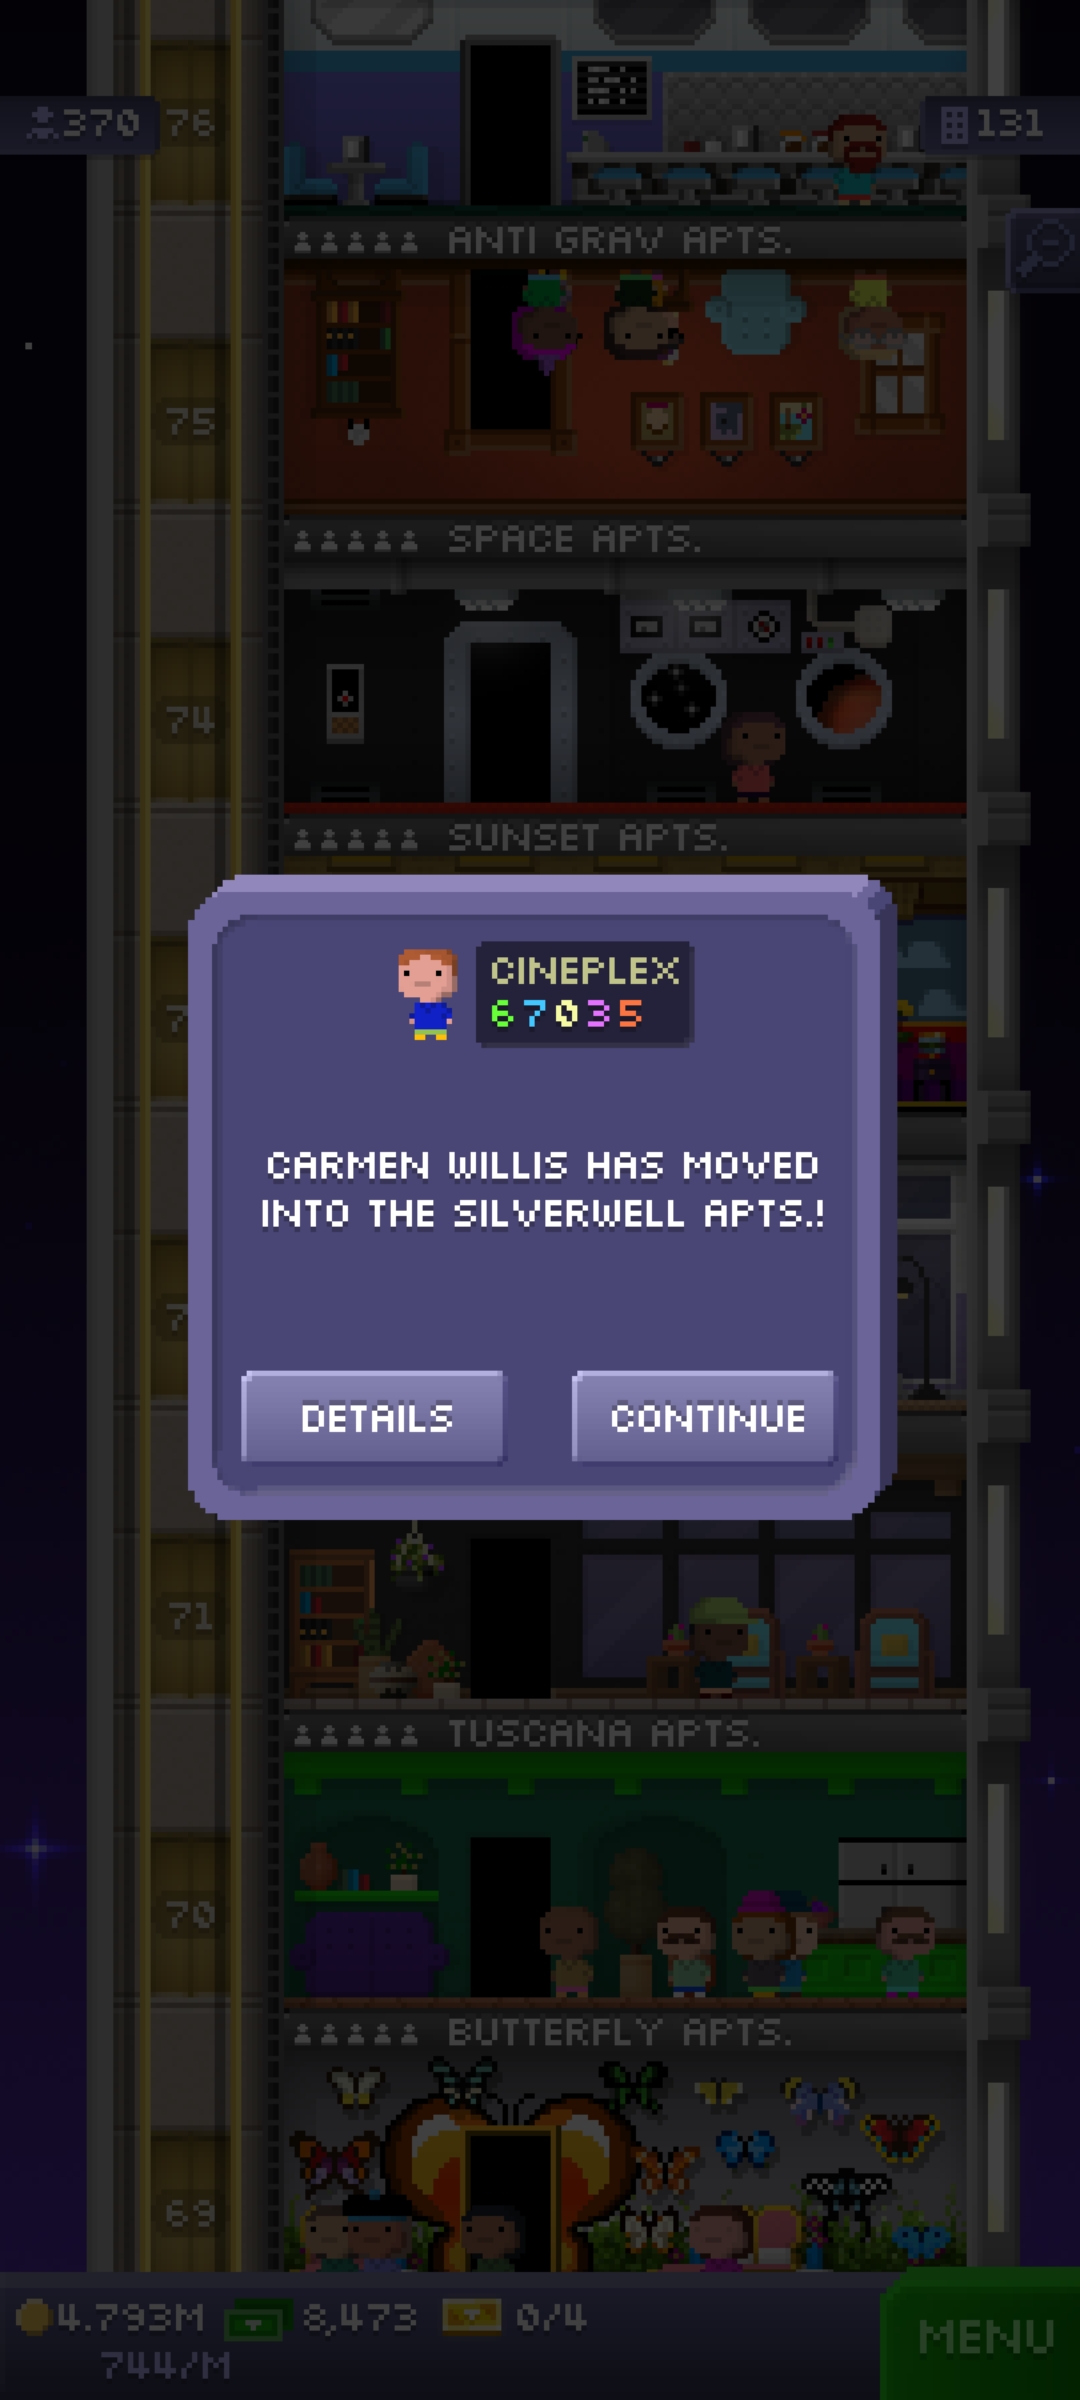 370
76
131
ANTI GRAV APTS.
75
SPACE APTS.
74
SUNSET APTS.
CINEPLEX
67035
CARMEN WILLIS HAS MOVED
INTO THE SILVERWELL APTS.!
DETAILS
CONTINUE
71
TUSCANA APTS.
70
BUTTERFLY APTS.
69
4.793M
8,473
0/4
744/M
MENU